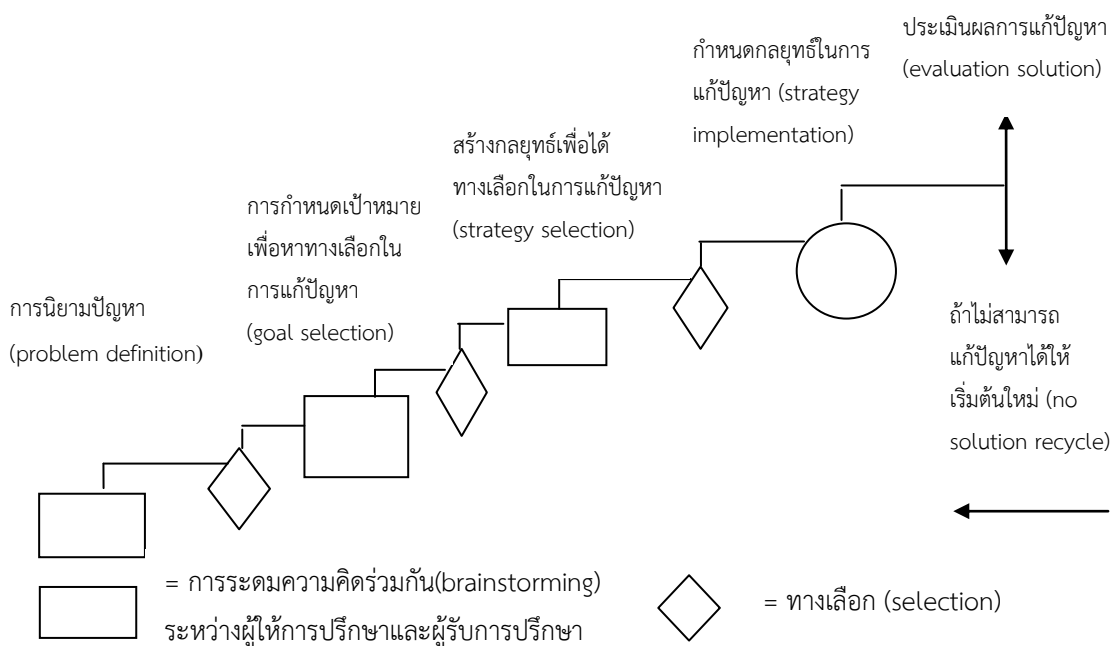 ประเมินผลการแก้ปัญหา
(evaluation solution)
กำหนดกลยุทธ์ในการ
แก้ปัญหา (strategy
implementation)
สร้างกลยุทธ์เพื่อได้
ทางเลือกในการแก้ปัญหา
(strategy selection)
การกำหนดเป้าหมาย
เพื่อหาทางเลือกใน
การแก้ปัญหา
(goal selection)
การนิยามปัญหา
(problem definition)
ถ้าไม่สามารถ
แก้ปัญหาได้ให้
เริ่มต้นใหม่ (no
solution recycle)
= การระดมความคิดร่วมกัน(brainstorming)
ระหว่างผู้ให้การปรึกษาและผู้รับการปรึกษา
= ทางเลือก (selection)